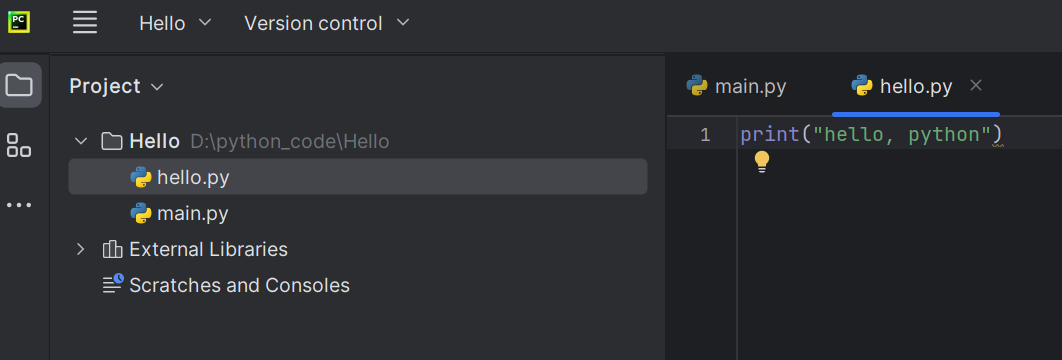 PC
Hello
Version control
Project
main.py
hello.py
Hello D:\python_code\Hello
hello.py
main.py
External Libraries
Scratches and Consoles
1 print("hello, python")